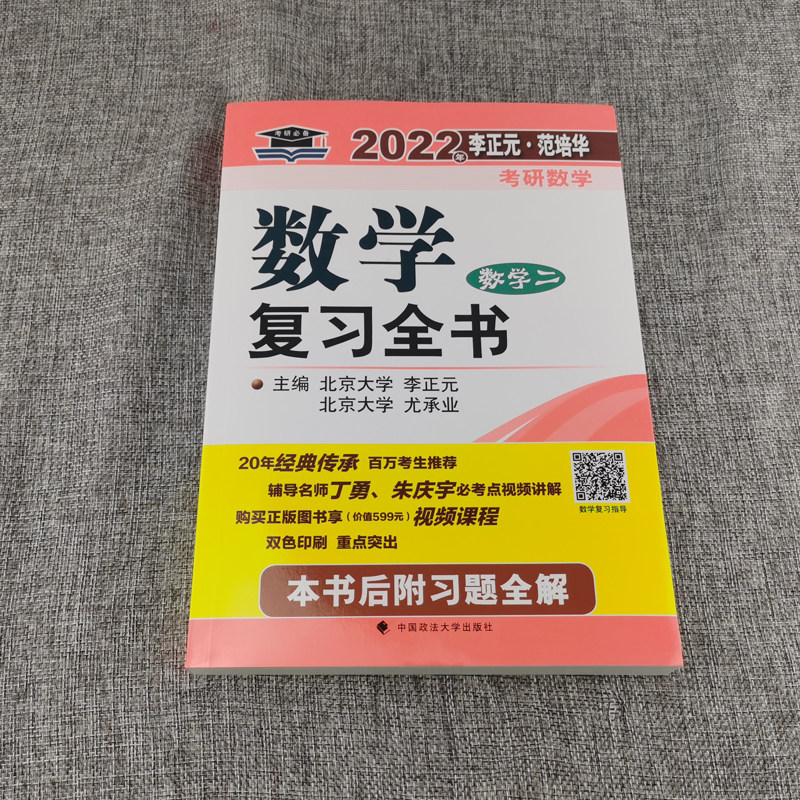 考研必备
2022年李正元·范培华
考研数学
数学
数学二
复习全书
主编 北京大学 李正元
北京大学 尤承业
20年经典传承 百万考生推荐
辅导名师丁勇、朱庆宇必考点视频讲解
购买正版图书享(价值599元)视频课程
双色印刷 重点突出
数学复习指导
本书后附习题全解
中国政法大学出版社